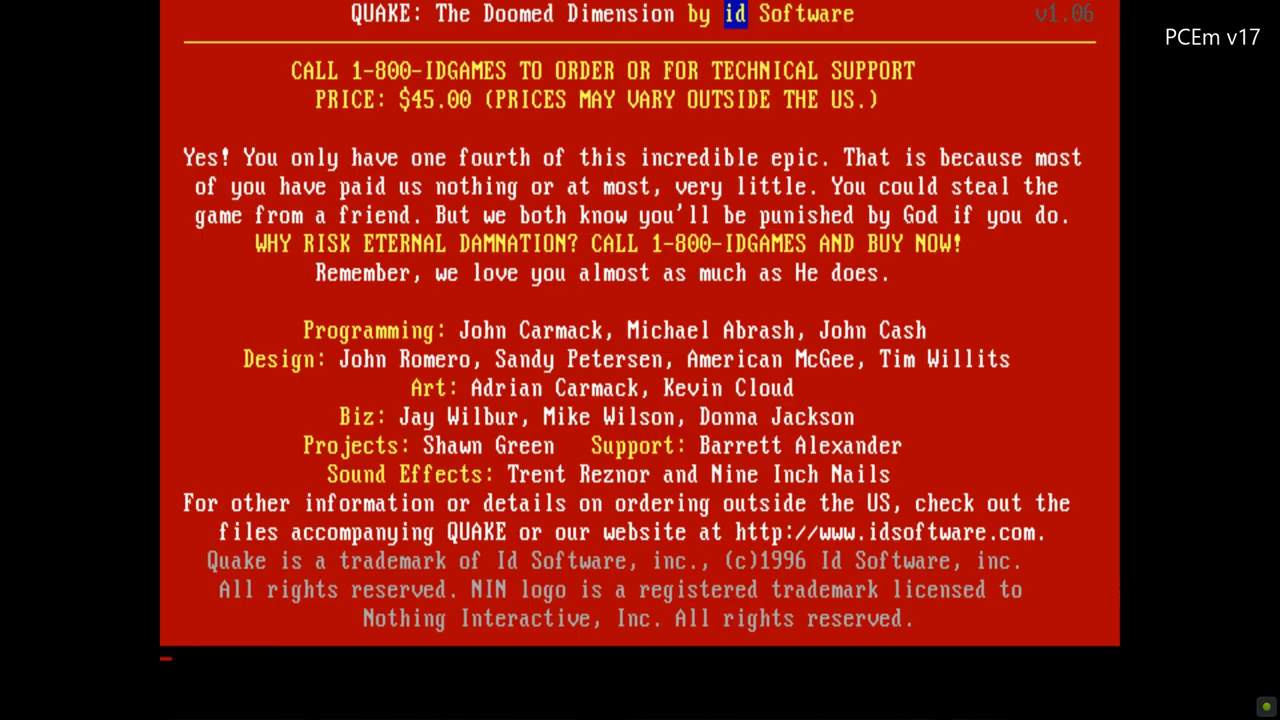 QUAKE: The Doomed Dimension by id Software v1.06
PCEm v17
CALL 1-800-IDGAMES TO ORDER OR FOR TECHNICAL SUPPORT
PRICE: $45.00 (PRICES MAY VARY OUTSIDE THE US.)
Yes! You only have one fourth of this incredible epic. That is because most
of you have paid us nothing or at most, very little. You could steal the
game from a friend. But we both know you'll be punished by God if you do.
WHY RISK ETERNAL DAMNATION? CALL 1-800-IDGAMES AND BUY NOW!
Remember, we love you almost as much as He does.
Programming: John Carmack, Michael Abrash, John Cash
Design: John Romero, Sandy Petersen, American McGee, Tim Willits
Art: Adrian Carmack, Kevin Cloud
Biz: Jay Wilbur, Mike Wilson, Donna Jackson
Projects: Shawn Green Support: Barrett Alexander
Sound Effects: Trent Reznor and Nine Inch Nails
For other information or details on ordering outside the US, check out the
files accompanying QUAKE or our website at http://www.idsoftware.com.
Quake is a trademark of Id Software, inc., (c)1996 Id Software, inc.
All rights reserved. NIN logo is a registered trademark licensed to
Nothing Interactive, Inc. All rights reserved.